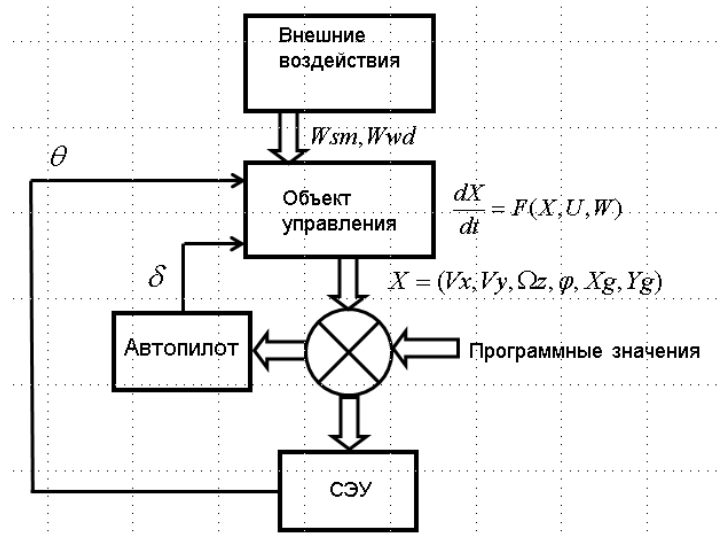 Внешние
воздействия
Wsm, Wwd
θ
Объект
управления
dX/dt = F(X, U, W)
δ
X = (Vx, Vy, Ωz, φ, Xg, Yg)
Автопилот
Программные значения
СЭУ